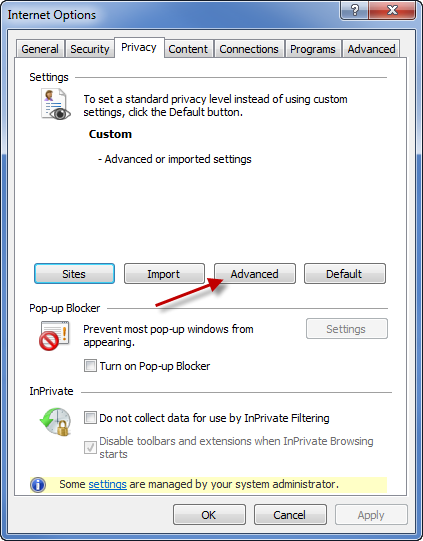 Internet Options
General Security Privacy Content Connections Programs Advanced
Settings
To set a standard privacy level instead of using custom
settings, click the Default button.
Custom
- Advanced or imported settings
Sites Import Advanced Default
Pop-up Blocker
Prevent most pop-up windows from
appearing.
Settings
Turn on Pop-up Blocker
InPrivate
Do not collect data for use by InPrivate Filtering
Disable toolbars and extensions when InPrivate Browsing
starts
Some settings are managed by your system administrator.
OK Cancel Apply